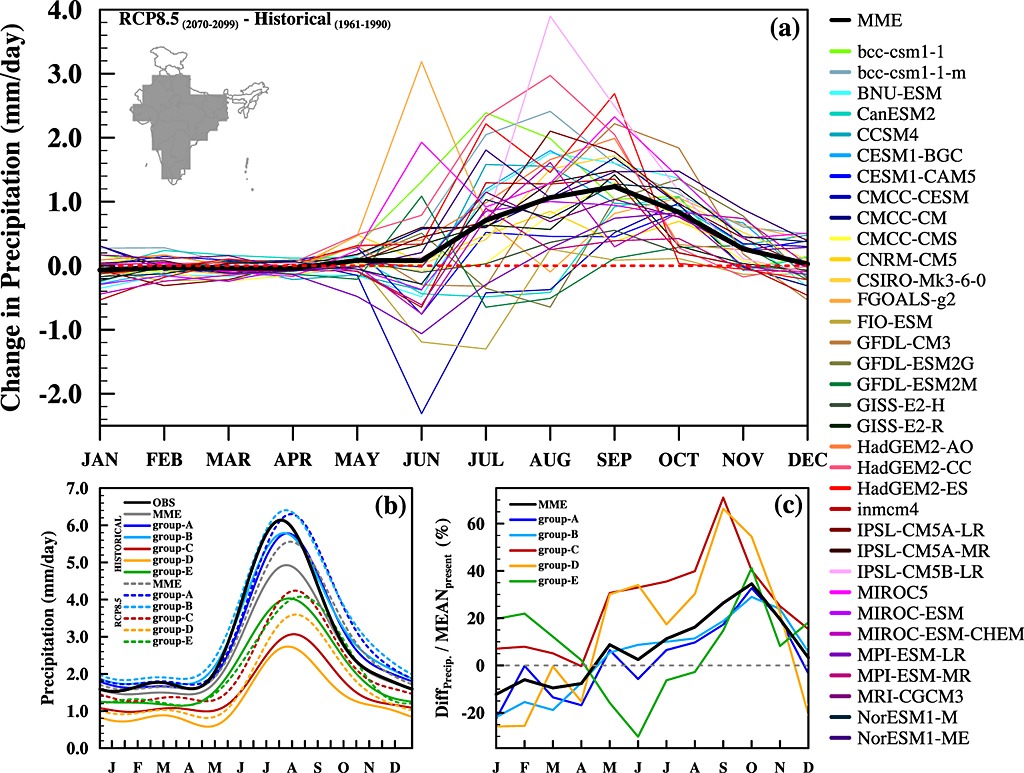 RCP8.5 (2070-2099) - Historical (1961-1990)
(a)
Change in Precipitation (mm/day)
4.0
3.0
2.0
1.0
0.0
-1.0
-2.0
JAN FEB MAR APR MAY JUN JUL AUG SEP OCT NOV DEC
MME
bcc-csm1-1
bcc-csm1-1-m
BNU-ESM
CanESM2
CCSM4
CESM1-BGC
CESM1-CAM5
CMCC-CESM
CMCC-CM
CMCC-CMS
CNRM-CM5
CSIRO-Mk3-6-0
FGOALS-g2
FIO-ESM
GFDL-CM3
GFDL-ESM2G
GFDL-ESM2M
GISS-E2-H
GISS-E2-R
HadGEM2-AO
HadGEM2-CC
HadGEM2-ES
inmcm4
IPSL-CM5A-LR
IPSL-CM5A-MR
IPSL-CM5B-LR
MIROC5
MIROC-ESM
MIROC-ESM-CHEM
MPI-ESM-LR
MPI-ESM-MR
MRI-CGCM3
NorESM1-M
NorESM1-ME
(b)
Precipitation (mm/day)
7.0
6.0
5.0
4.0
3.0
2.0
1.0
0.0
HISTORICAL
OBS
MME
group-A
group-B
group-C
group-D
group-E
RCP8.5
MME
group-A
group-B
group-C
group-D
group-E
J F M A M J J A S O N D
(c)
Diff Precip. / MEAN present (%)
60
40
20
0
-20
MME
group-A
group-B
group-C
group-D
group-E
J F M A M J J A S O N D